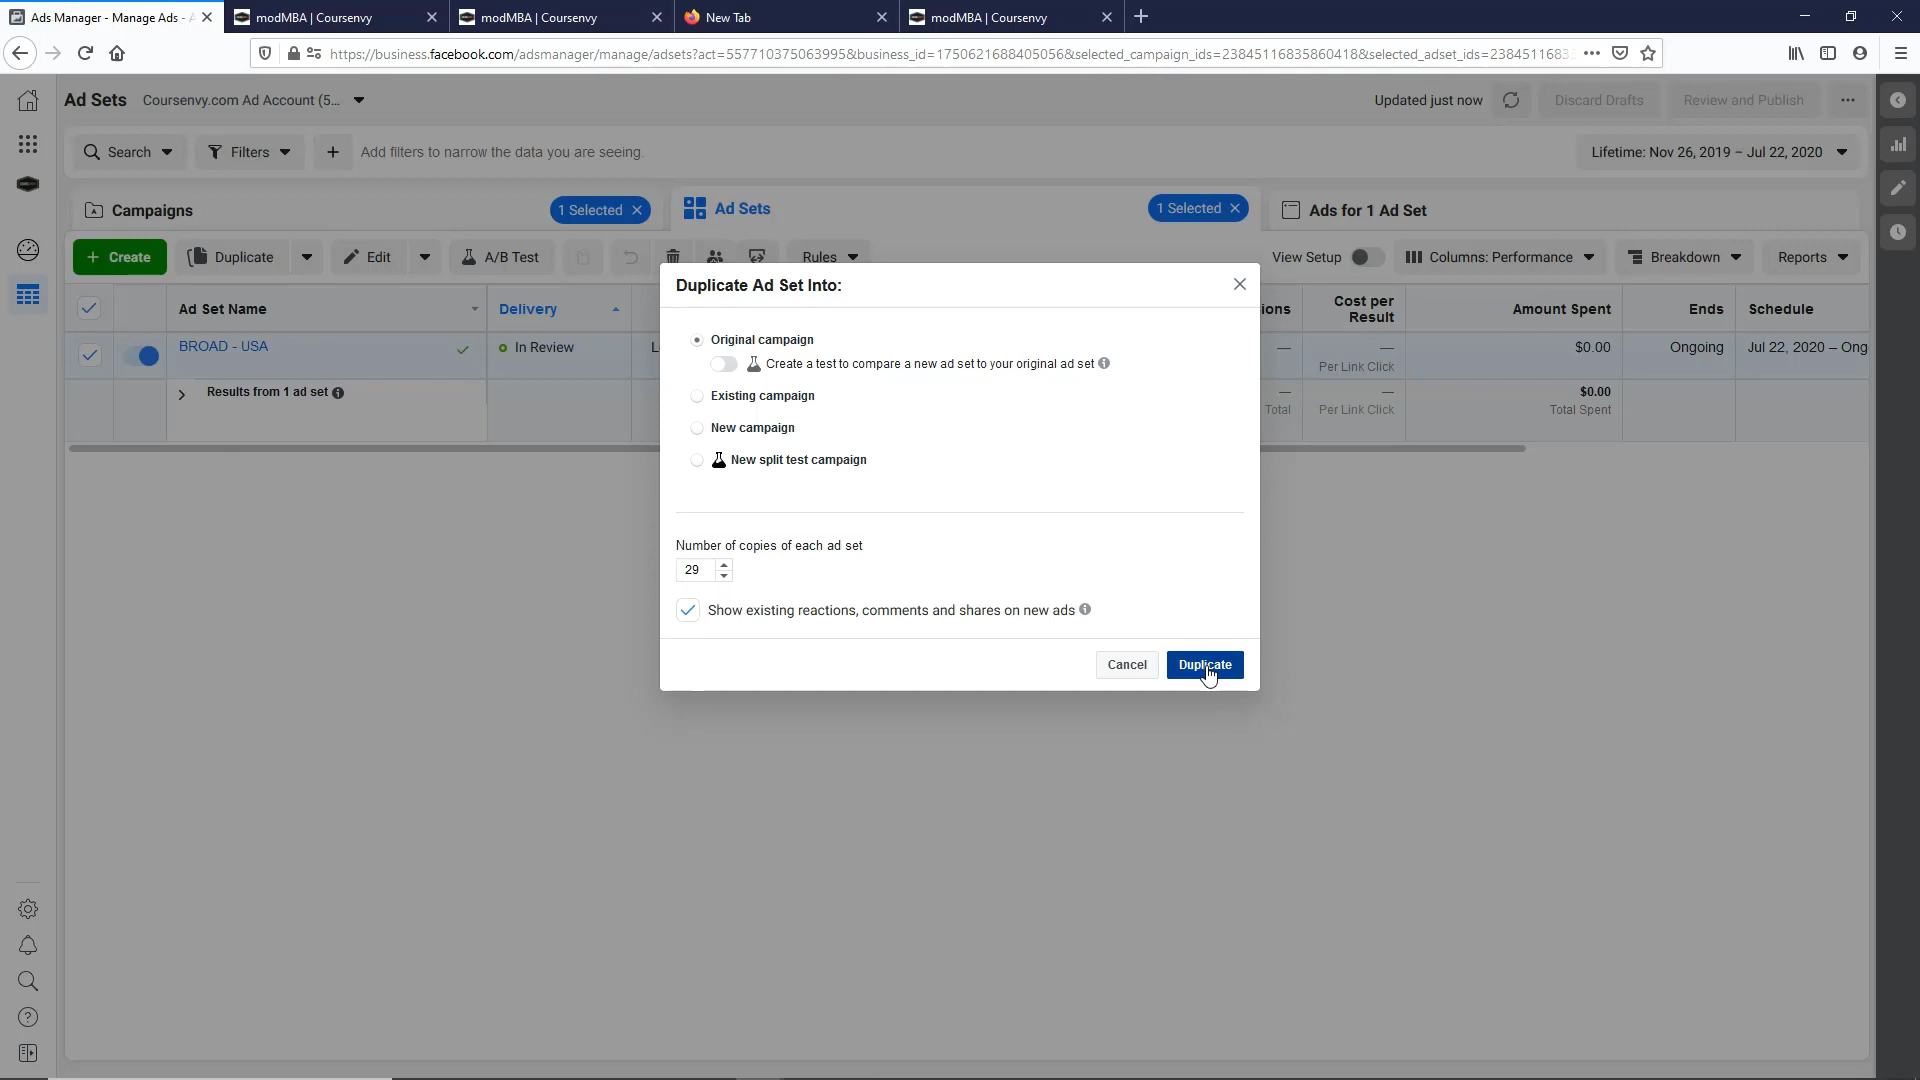 Ads Manager - Manage Ads - A
modMBA | Coursenvy
modMBA | Coursenvy
New Tab
modMBA | Coursenvy
https://business.facebook.com/adsmanager/manage/adsets?act=557710375063995&business_id=1750621688405056&selected_campaign_ids=23845116835860418&selected_adset_ids=2384511683
Ad Sets
Coursenvy.com Ad Account (5...
Updated just now
Discard Drafts
Review and Publish
Search
Filters
Add filters to narrow the data you are seeing.
Lifetime: Nov 26, 2019 – Jul 22, 2020
Campaigns
1 Selected
Ad Sets
1 Selected
Ads for 1 Ad Set
+ Create
Duplicate
Edit
A/B Test
Rules
View Setup
Columns: Performance
Breakdown
Reports
Ad Set Name
Delivery
ions
Cost per
Result
Amount Spent
Ends
Schedule
BROAD - USA
In Review
L
—
—
Per Link Click
$0.00
Ongoing
Jul 22, 2020 – Ong
Results from 1 ad set
—
Total
—
Per Link Click
$0.00
Total Spent
Duplicate Ad Set Into:
Original campaign
Create a test to compare a new ad set to your original ad set
Existing campaign
New campaign
New split test campaign
Number of copies of each ad set
29
Show existing reactions, comments and shares on new ads
Cancel
Duplicate